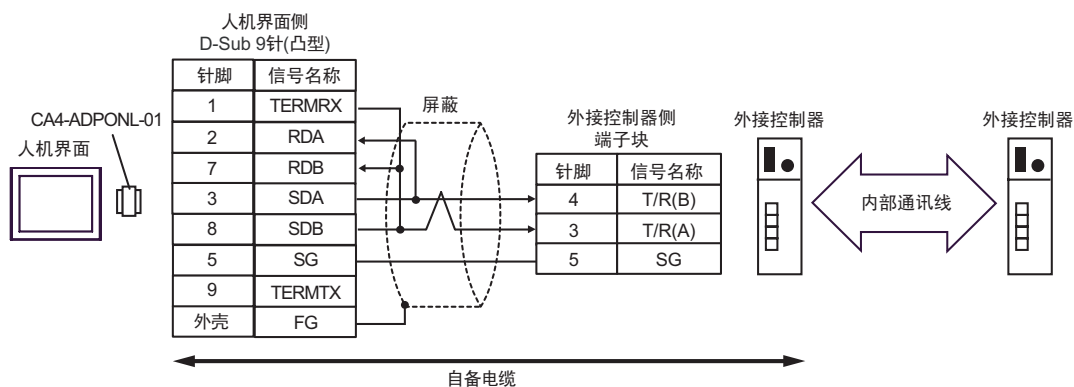 人机界面侧
D-Sub 9针(凸型)
针脚 信号名称
1 TERMRX
2 RDA
7 RDB
3 SDA
8 SDB
5 SG
9 TERMTX
外壳 FG
CA4-ADPONL-01
人机界面
屏蔽
外接控制器侧
端子块
针脚 信号名称
4 T/R(B)
3 T/R(A)
5 SG
外接控制器
内部通讯线
外接控制器
自备电缆